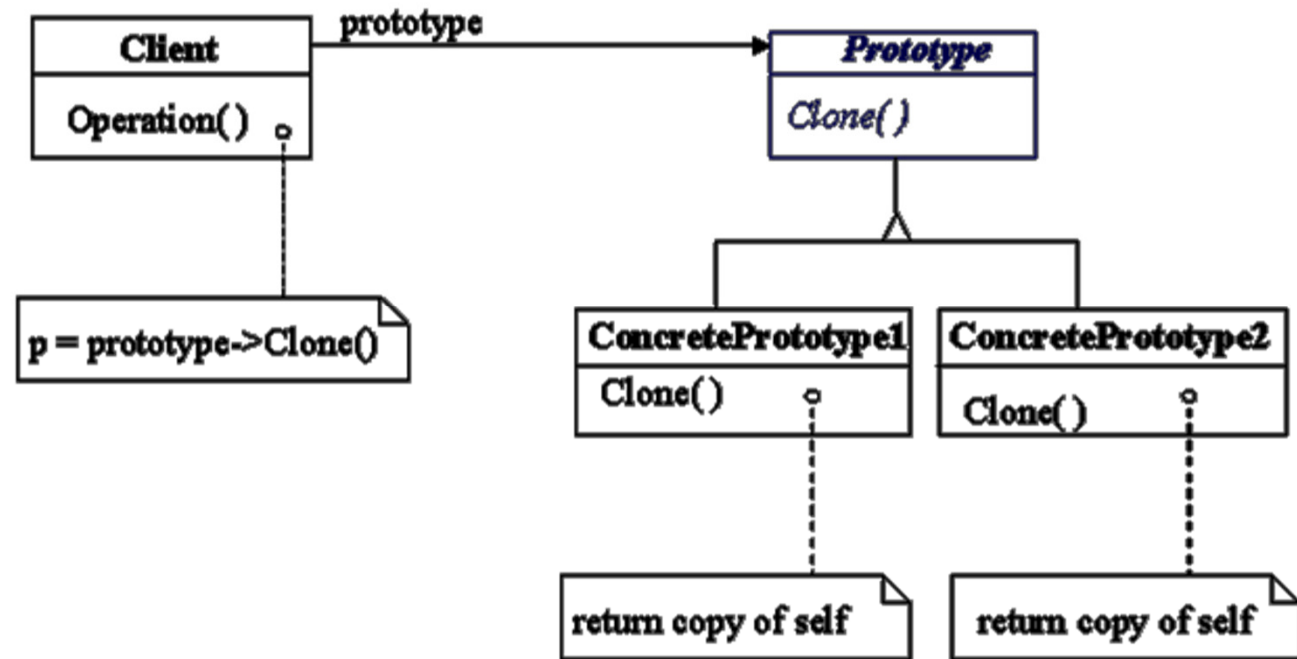 Client
prototype
Prototype
Operation( )
Clone( )
p = prototype->Clone()
ConcretePrototype1
ConcretePrototype2
Clone( )
Clone( )
return copy of self
return copy of self